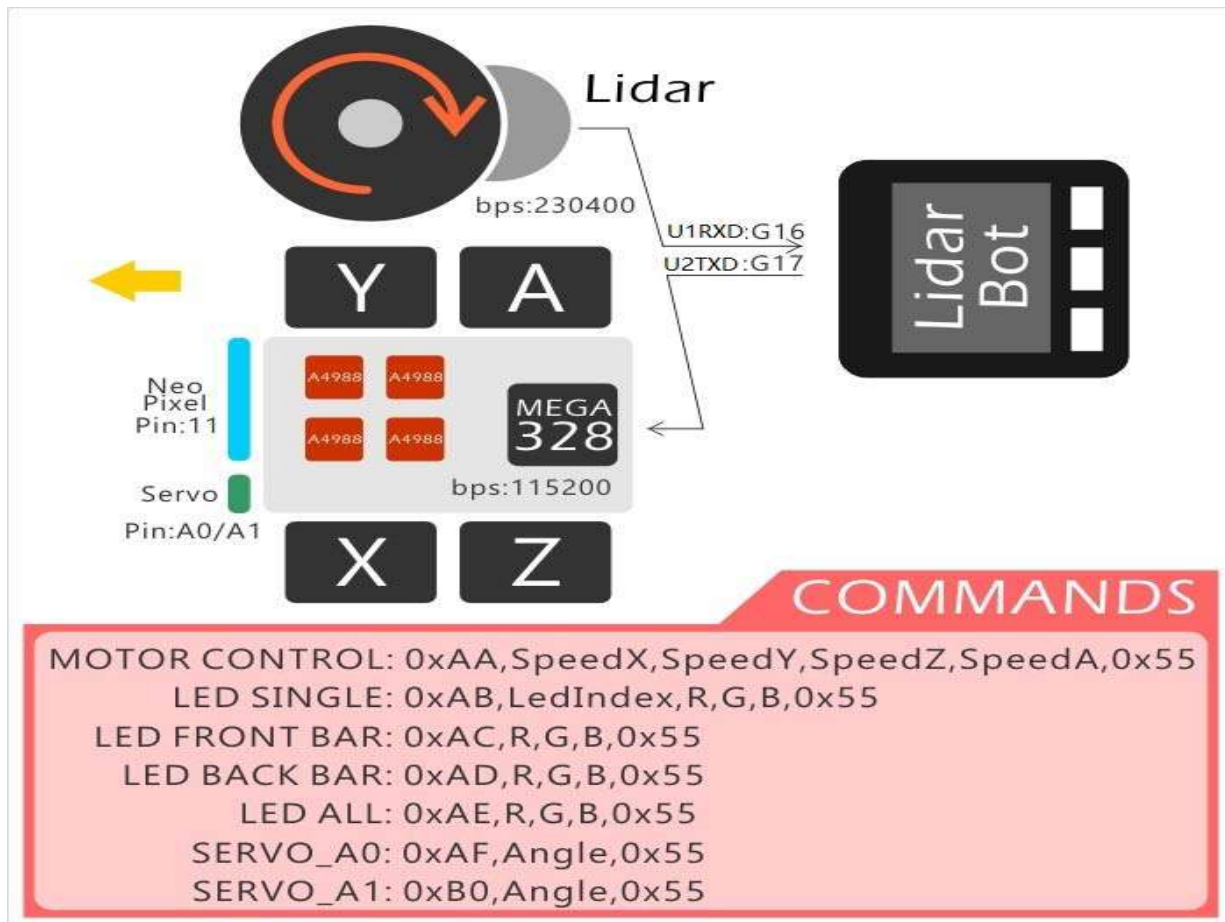 Lidar
bps:230400
U1RXD:G16
U2TXD:G17
Lidar
Bot
Y
A
Neo
Pixel
Pin:11
A4988
A4988
A4988
A4988
MEGA
328
bps:115200
Servo
Pin:A0/A1
X
Z
COMMANDS
MOTOR CONTROL: 0xAA,SpeedX,SpeedY,SpeedZ,SpeedA,0x55
LED SINGLE: 0xAB,LedIndex,R,G,B,0x55
LED FRONT BAR: 0xAC,R,G,B,0x55
LED BACK BAR: 0xAD,R,G,B,0x55
LED ALL: 0xAE,R,G,B,0x55
SERVO_A0: 0xAF,Angle,0x55
SERVO_A1: 0xB0,Angle,0x55